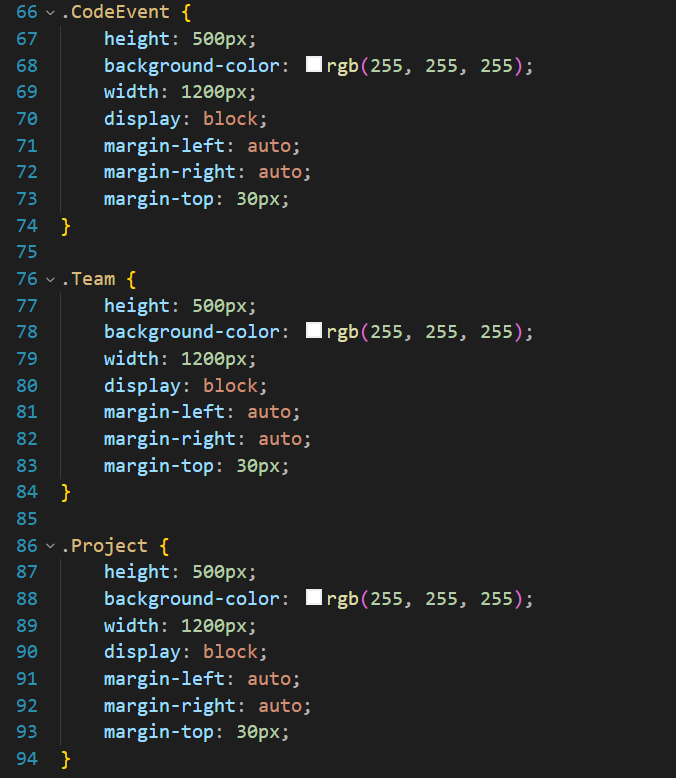 66 .CodeEvent {
67     height: 500px;
68     background-color: rgb(255, 255, 255);
69     width: 1200px;
70     display: block;
71     margin-left: auto;
72     margin-right: auto;
73     margin-top: 30px;
74 }
75
76 .Team {
77     height: 500px;
78     background-color: rgb(255, 255, 255);
79     width: 1200px;
80     display: block;
81     margin-left: auto;
82     margin-right: auto;
83     margin-top: 30px;
84 }
85
86 .Project {
87     height: 500px;
88     background-color: rgb(255, 255, 255);
89     width: 1200px;
90     display: block;
91     margin-left: auto;
92     margin-right: auto;
93     margin-top: 30px;
94 }